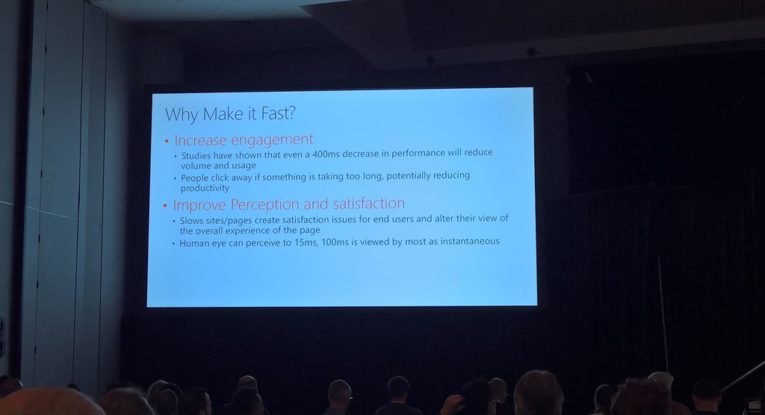 Why Make it Fast?
• Increase engagement
• Studies have shown that even a 400ms decrease in performance will reduce
volume and usage
• People click away if something is taking too long, potentially reducing
productivity
• Improve Perception and satisfaction
• Slows sites/pages create satisfaction issues for end users and alter their view of
the overall experience of the page
• Human eye can perceive to 15ms, 100ms is viewed by most as instantaneous